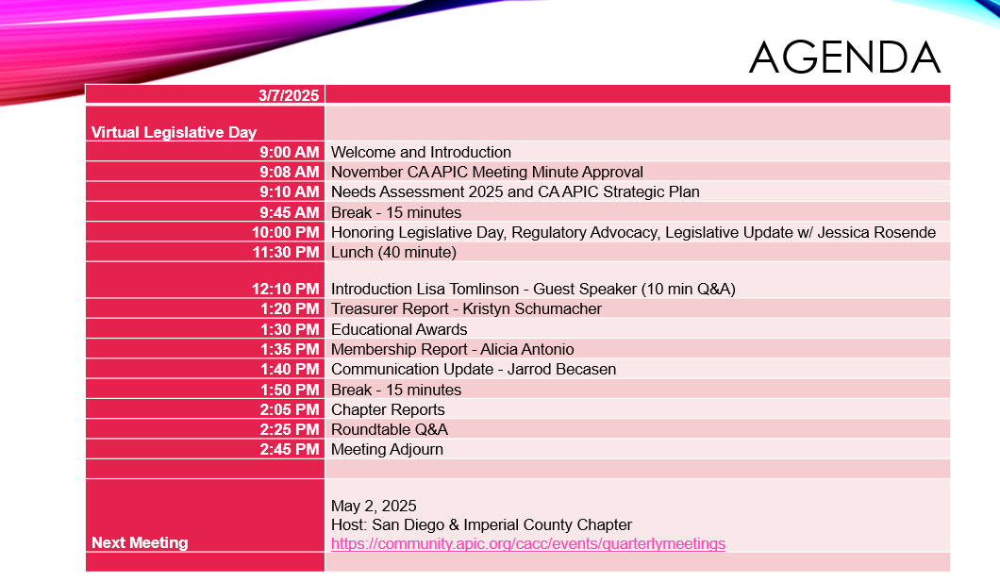 AGENDA
3/7/2025
Virtual Legislative Day
9:00 AM Welcome and Introduction
9:08 AM November CA APIC Meeting Minute Approval
9:10 AM Needs Assessment 2025 and CA APIC Strategic Plan
9:45 AM Break - 15 minutes
10:00 PM Honoring Legislative Day, Regulatory Advocacy, Legislative Update w/ Jessica Rosende
11:30 PM Lunch (40 minute)
12:10 PM Introduction Lisa Tomlinson - Guest Speaker (10 min Q&A)
1:20 PM Treasurer Report - Kristyn Schumacher
1:30 PM Educational Awards
1:35 PM Membership Report - Alicia Antonio
1:40 PM Communication Update - Jarrod Becasen
1:50 PM Break - 15 minutes
2:05 PM Chapter Reports
2:25 PM Roundtable Q&A
2:45 PM Meeting Adjourn
May 2, 2025
Host: San Diego & Imperial County Chapter
Next Meeting https://community.apic.org/cacc/events/quarterlymeetings